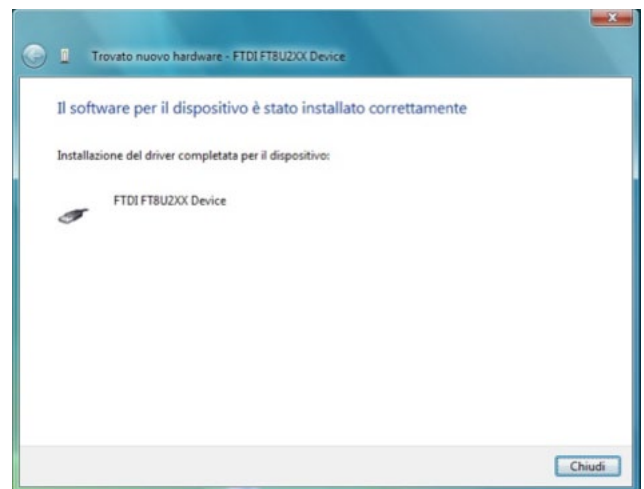 Trovato nuovo hardware - FTDI FT8U2XX Device
Il software per il dispositivo è stato installato correttamente
Installazione del driver completata per il dispositivo:
FTDI FT8U2XX Device
Chiudi